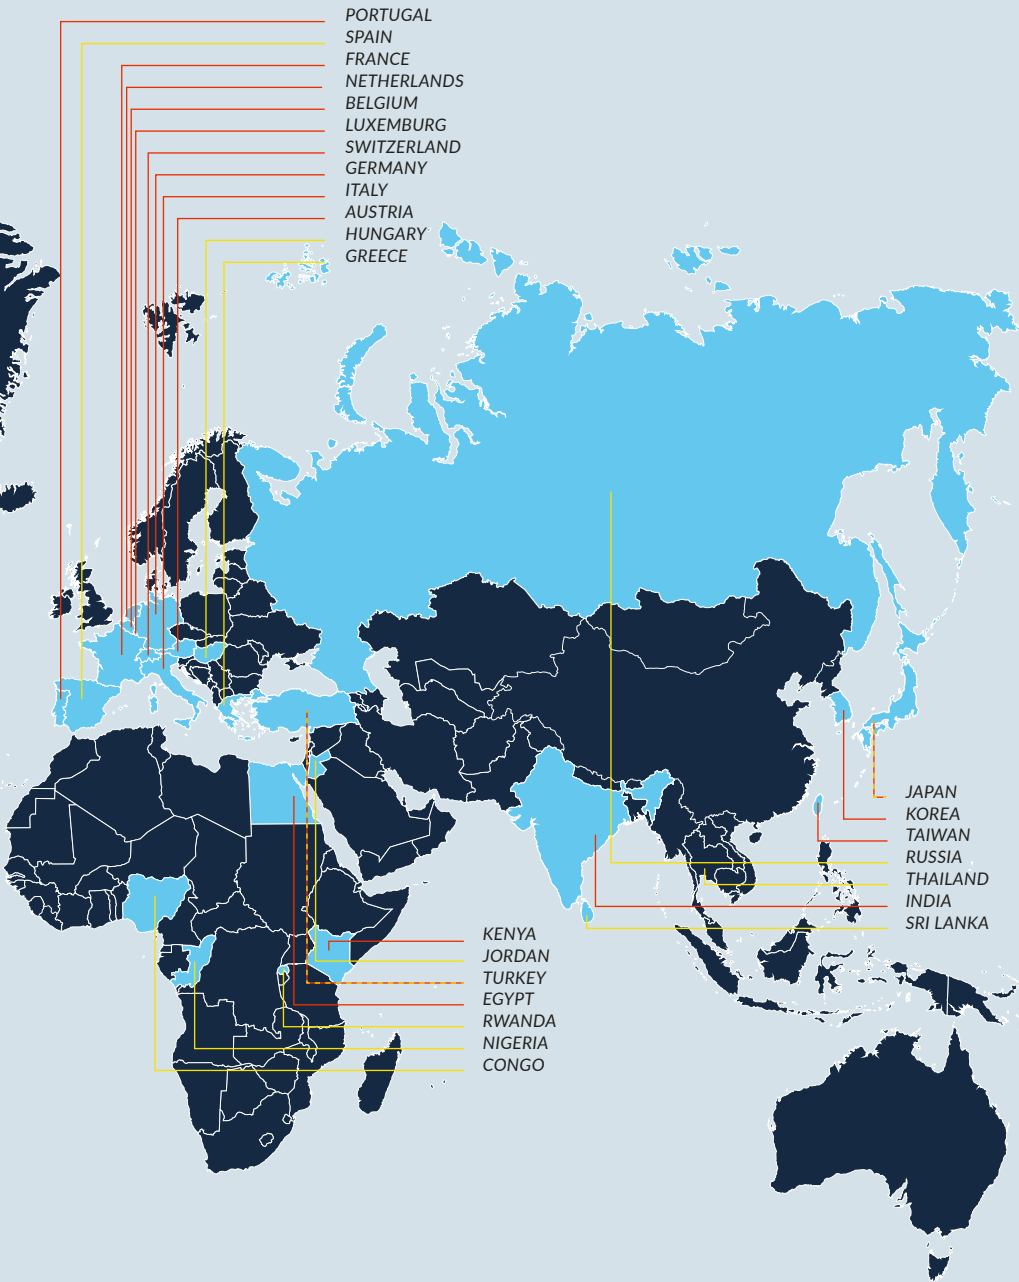 PORTUGAL
SPAIN
FRANCE
NETHERLANDS
BELGIUM
LUXEMBURG
SWITZERLAND
GERMANY
ITALY
AUSTRIA
HUNGARY
GREECE
JAPAN
KOREA
TAIWAN
RUSSIA
THAILAND
INDIA
SRI LANKA
KENYA
JORDAN
TURKEY
EGYPT
RWANDA
NIGERIA
CONGO